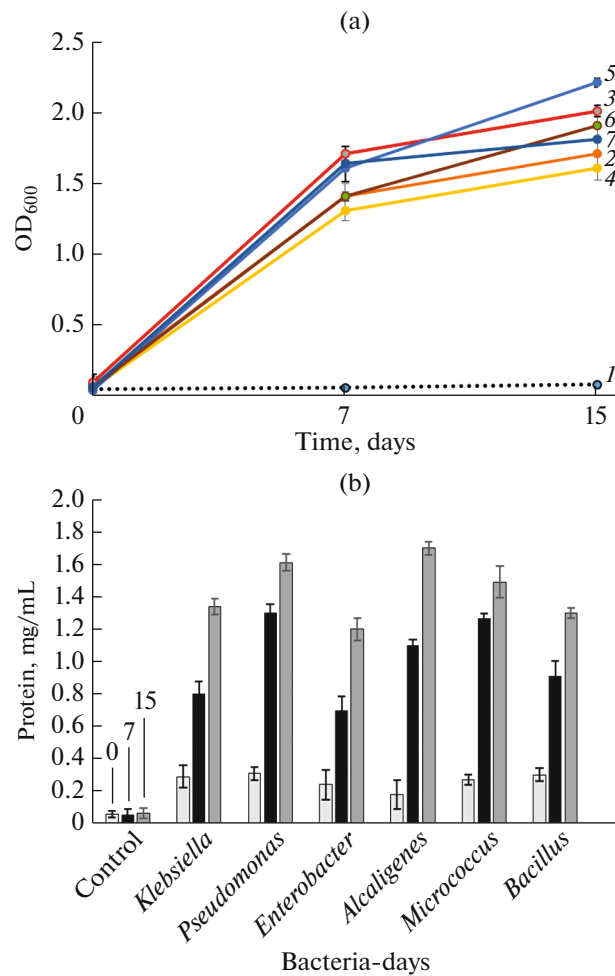 (a)
2.5
2.0
1.5
1.0
0.5
0
7
15
OD600
Time, days
5
3
6
7
2
4
1
(b)
2.0
1.8
1.6
1.4
1.2
1.0
0.8
0.6
0.4
0.2
0
Protein, mg/mL
0
7
15
Control
Klebsiella
Pseudomonas
Enterobacter
Alcaligenes
Micrococcus
Bacillus
Bacteria-days